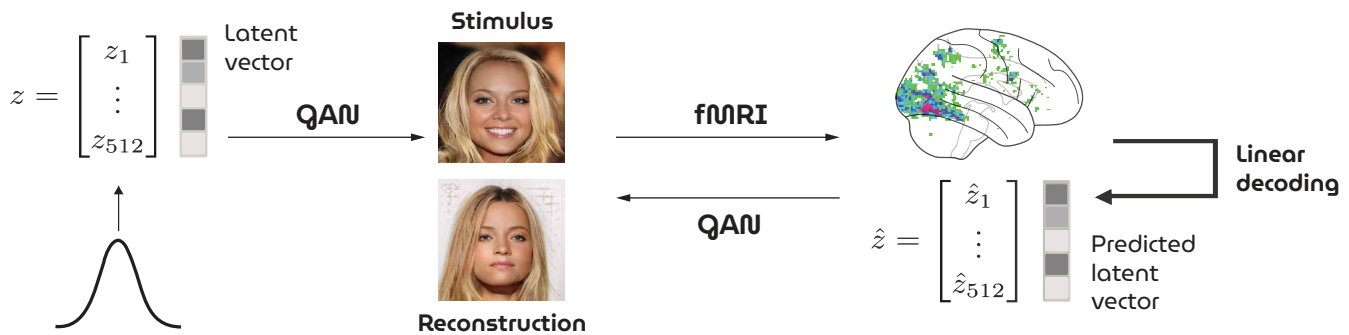 z = [z₁ ⋮ z₅₁₂]
Latent
vector
GAN
Stimulus
fMRI
Linear
decoding
GAN
Reconstruction
ẑ = [ẑ₁ ⋮ ẑ₅₁₂]
Predicted
latent
vector